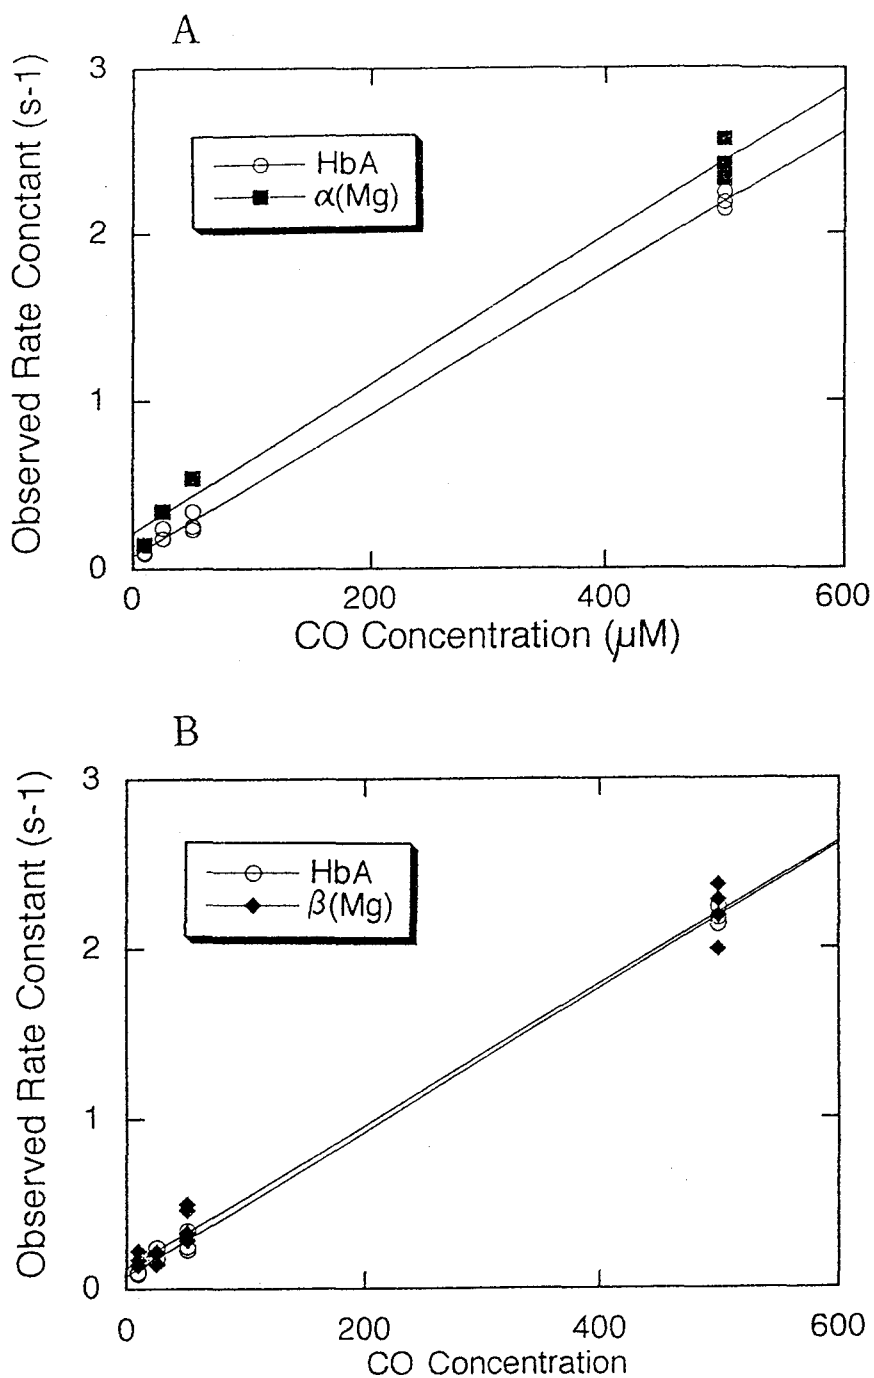 A
Observed Rate Conctant (s-1)
3
2
1
0
HbA
α(Mg)
0 200 400 600
CO Concentration (µM)
B
Observed Rate Constant (s-1)
3
2
1
0
HbA
β(Mg)
0 200 400 600
CO Concentration